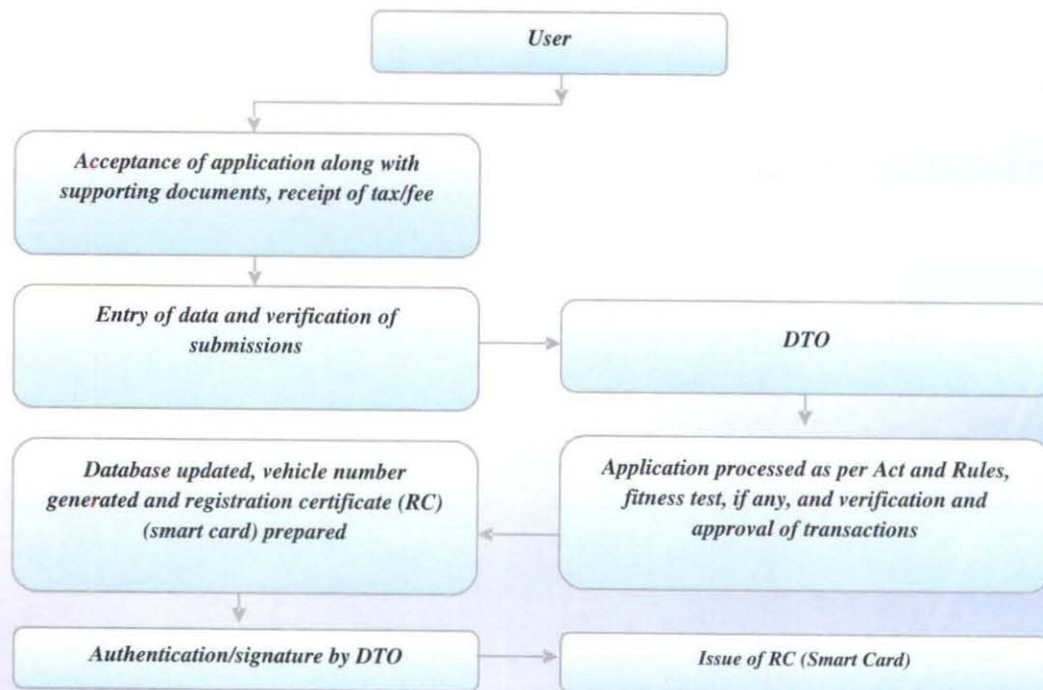 User
Acceptance of application along with
supporting documents, receipt of tax/fee
Entry of data and verification of
submissions
DTO
Application processed as per Act and Rules,
fitness test, if any, and verification and
approval of transactions
Database updated, vehicle number
generated and registration certificate (RC)
(smart card) prepared
Authentication/signature by DTO
Issue of RC (Smart Card)